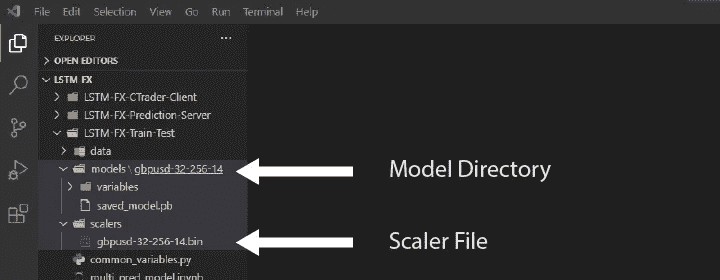 File Edit Selection View Go Run Terminal Help
EXPLORER ...
OPEN EDITORS
LSTM-FX
LSTM-FX-CTrader-Client
LSTM-FX-Prediction-Server
LSTM-FX-Train-Test
data
models \ gbpusd-32-256-14
Model Directory
variables
saved_model.pb
scalers
gbpusd-32-256-14.bin
Scaler File
common_variables.py
multi_pred_model.ipynb